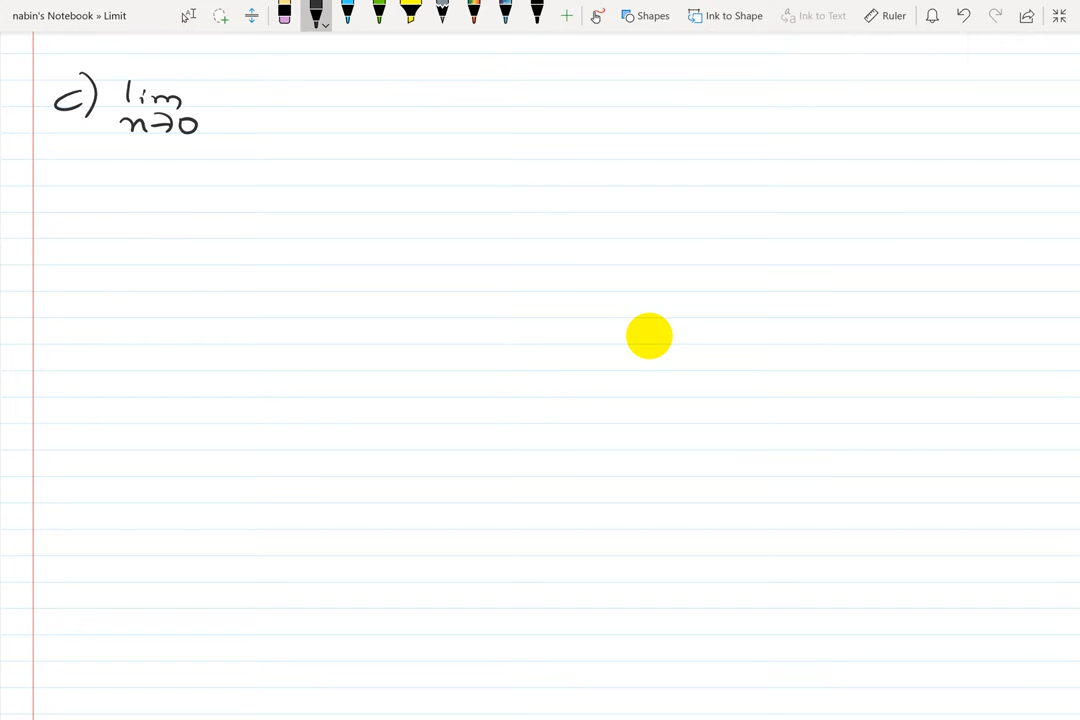 nabin's Notebook » Limit
Shapes
Ink to Shape
Ink to Text
Ruler
c) lim
n→0